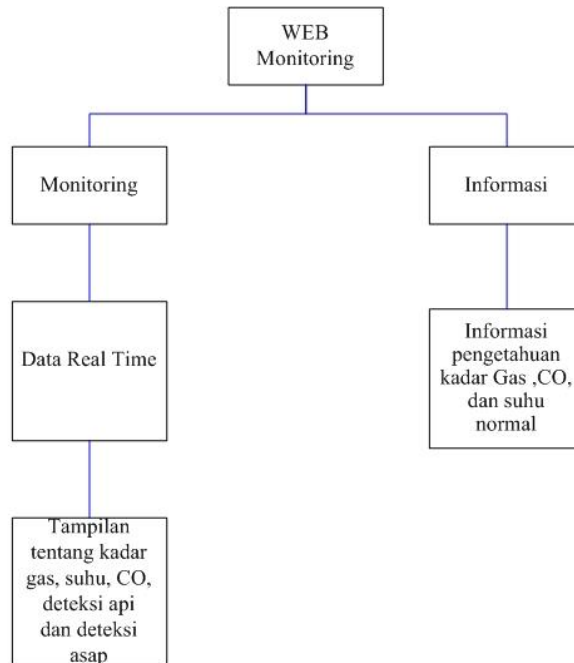 WEB
Monitoring
Monitoring
Informasi
Data Real Time
Informasi
pengetahuan
kadar Gas ,CO,
dan suhu
normal
Tampilan
tentang kadar
gas, suhu, CO,
deteksi api
dan deteksi
asap